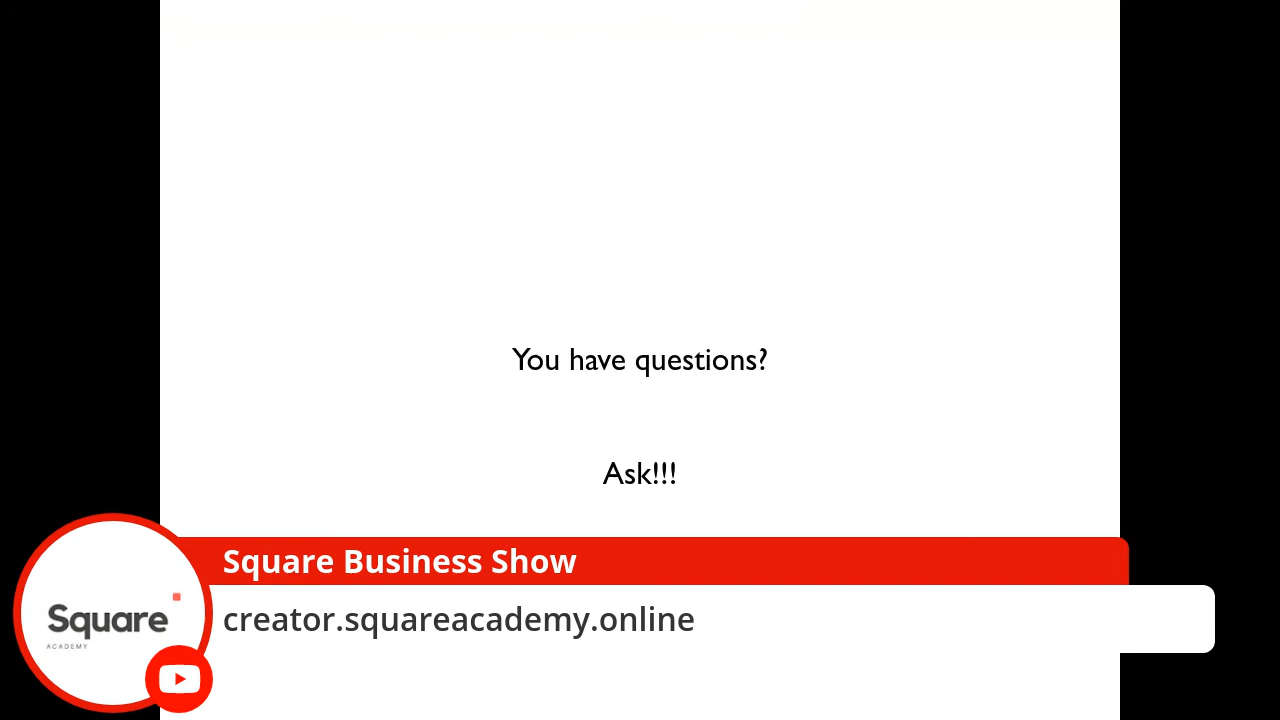 You have questions?
Ask!!!
Square Business Show
creator.squareacademy.online
Square
ACADEMY